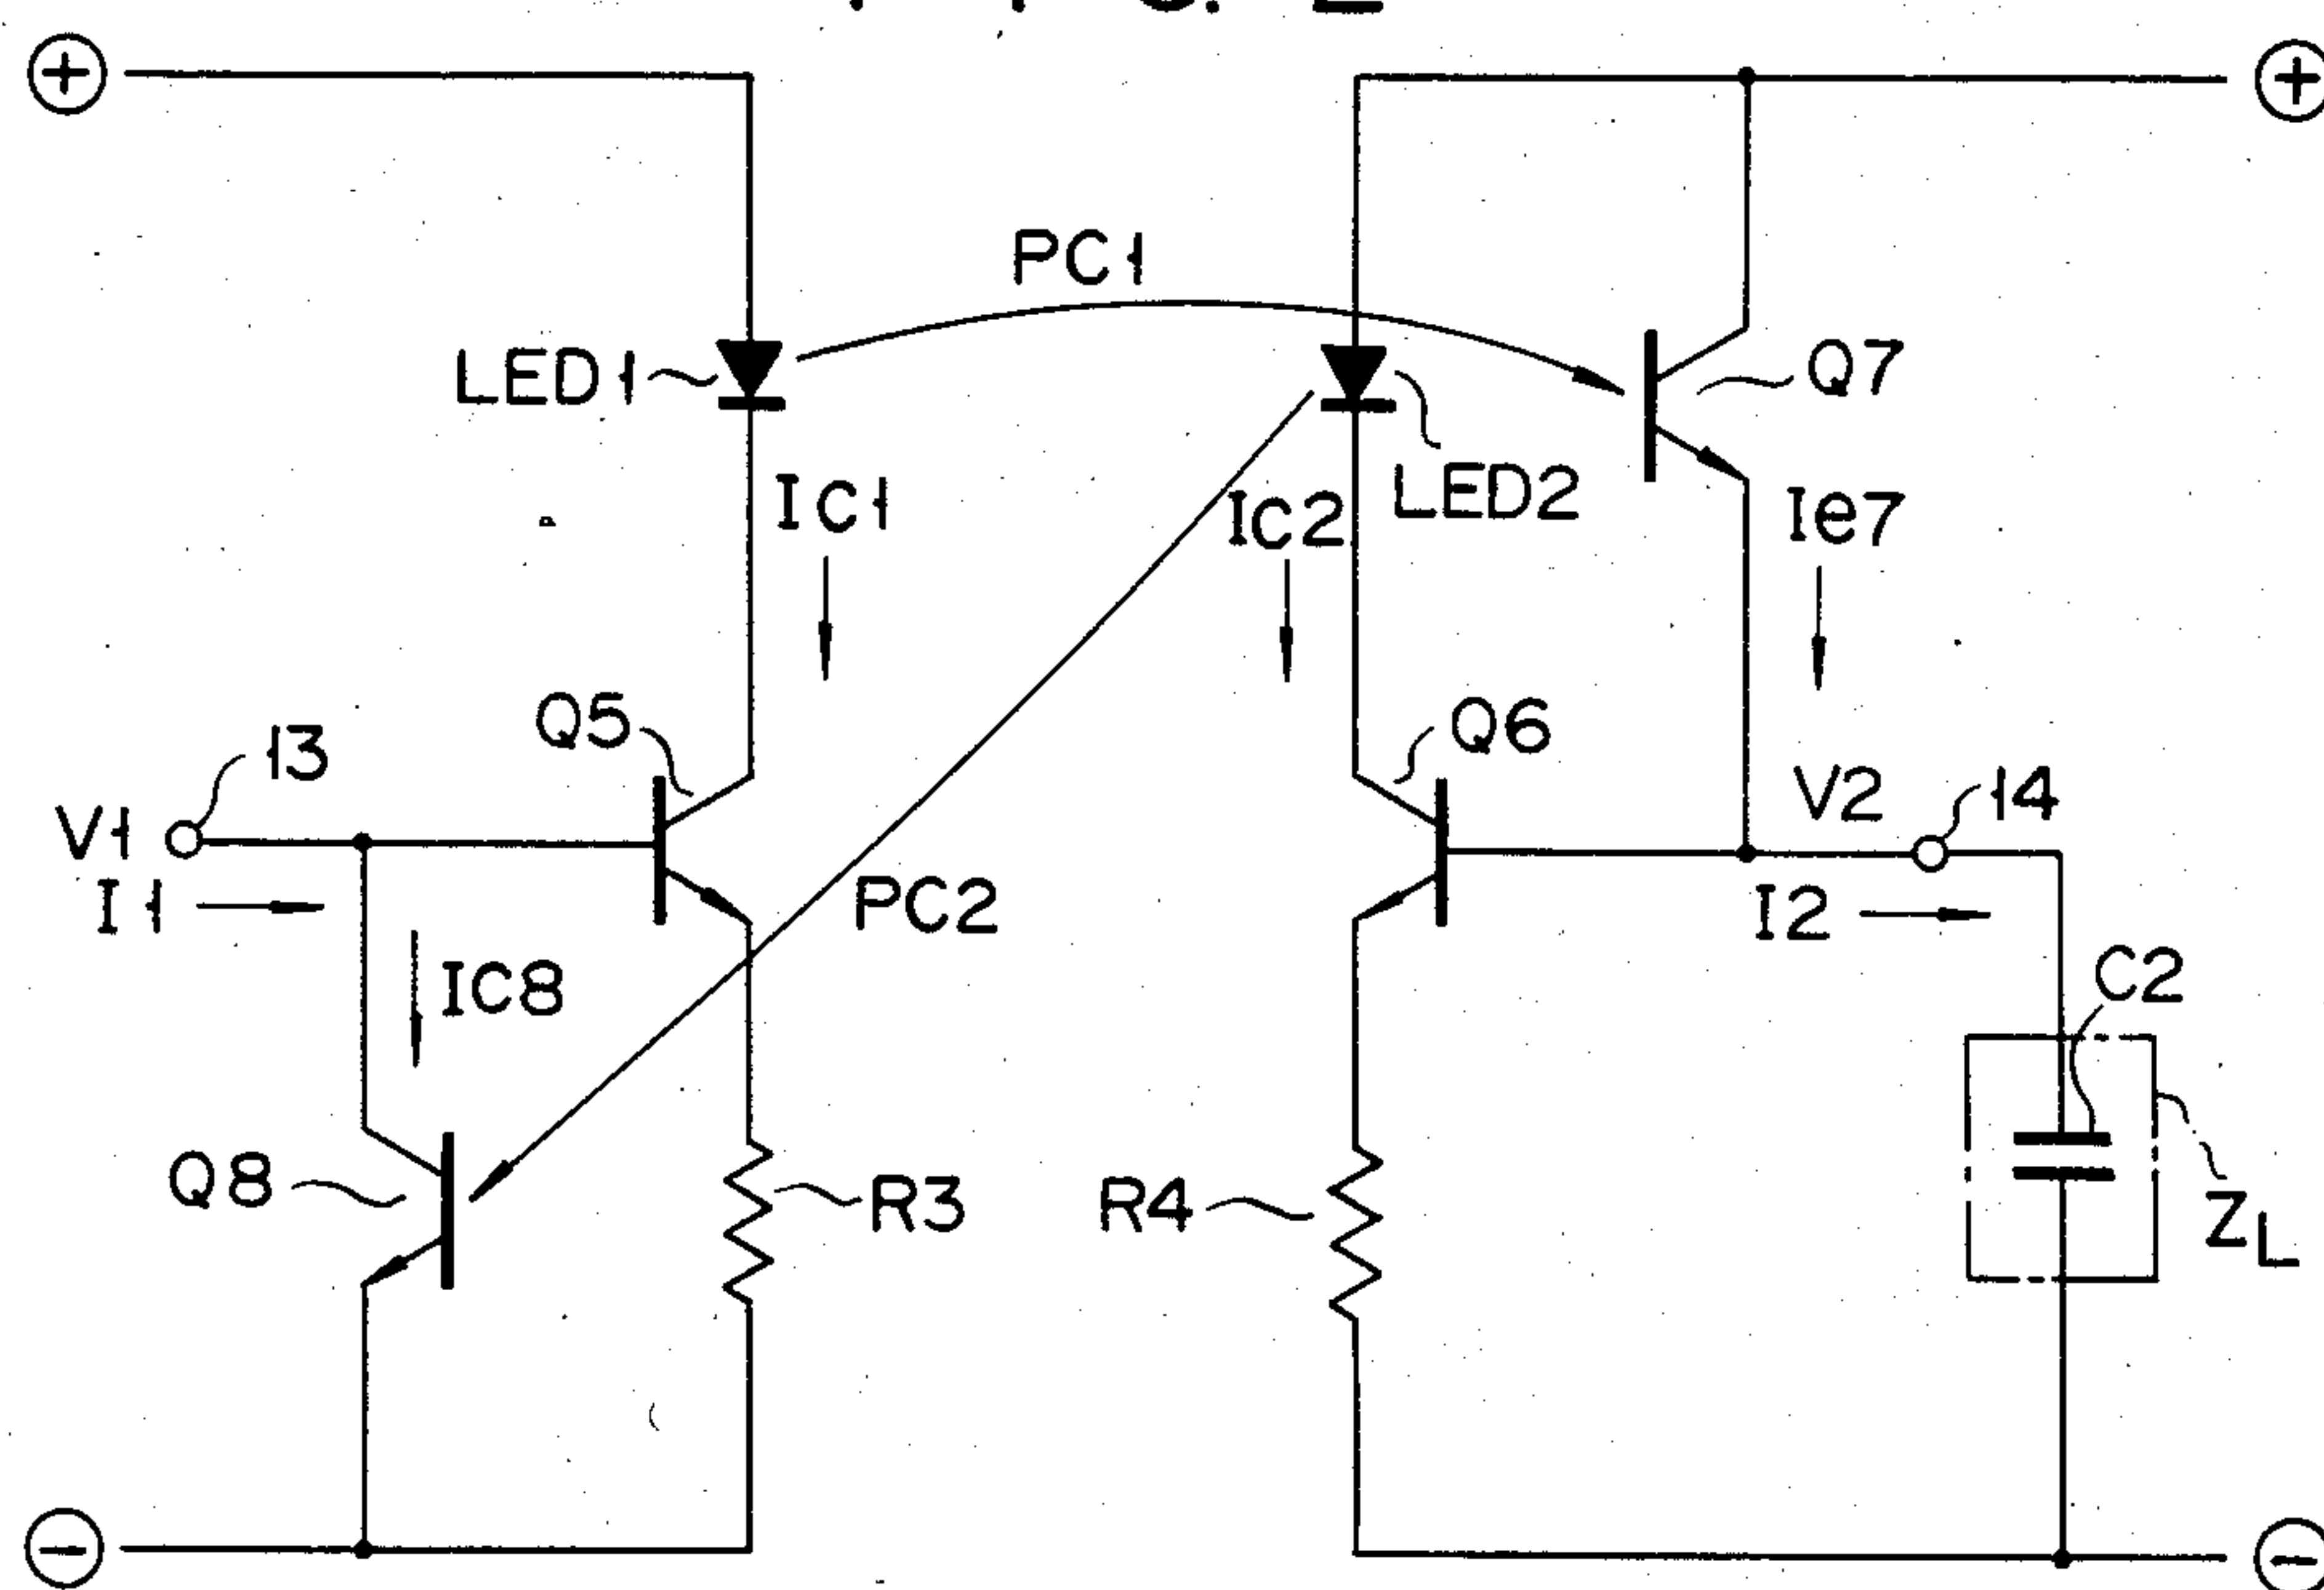 +
+
PC1
LED1
Q7
LED2
IC1
IC2
Ie7
Q5
Q6
13
V1
V2
14
I1
PC2
I2
IC8
C2
Q8
R3
R4
ZL
-
-